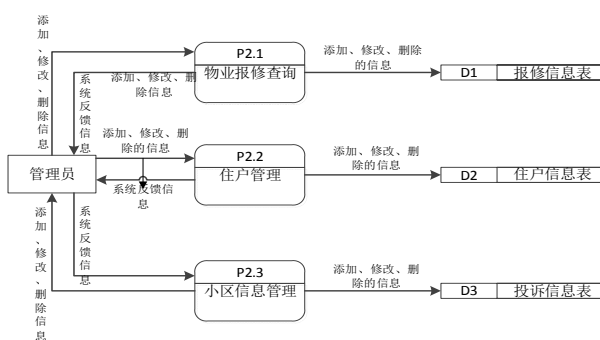 添加、修改、删除信息
系统反馈信息
添加、修改、删
除信息
P2.1
物业报修查询
添加、修改、删除
的信息
D1 报修信息表
添加、修改、删
除的信息
管理员
系统反馈信
息
P2.2
住户管理
添加、修改、删
除的信息
D2 住户信息表
添加、修改、删除信息
系统反馈信息
P2.3
小区信息管理
添加、修改、删
除的信息
D3 投诉信息表